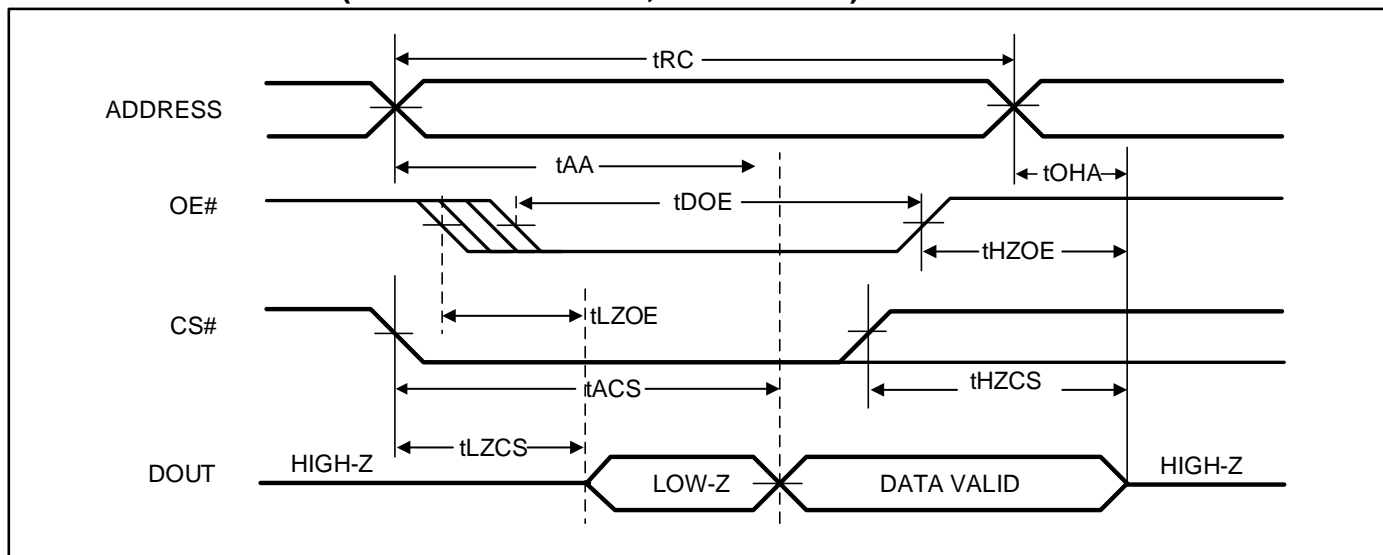 tRC
ADDRESS
tAA
tOHA
OE#
tDOE
tHZOE
CS#
tLZOE
tACS
tHZCS
tLZCS
DOUT
HIGH-Z
LOW-Z
DATA VALID
HIGH-Z